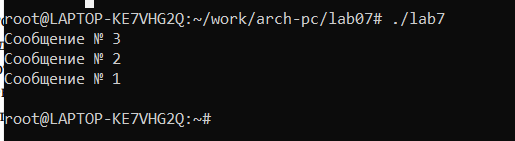 root@LAPTOP-KE7VHG2Q:~/work/arch-pc/lab07# ./lab7
Сообщение № 3
Сообщение № 2
Сообщение № 1
root@LAPTOP-KE7VHG2Q:~#